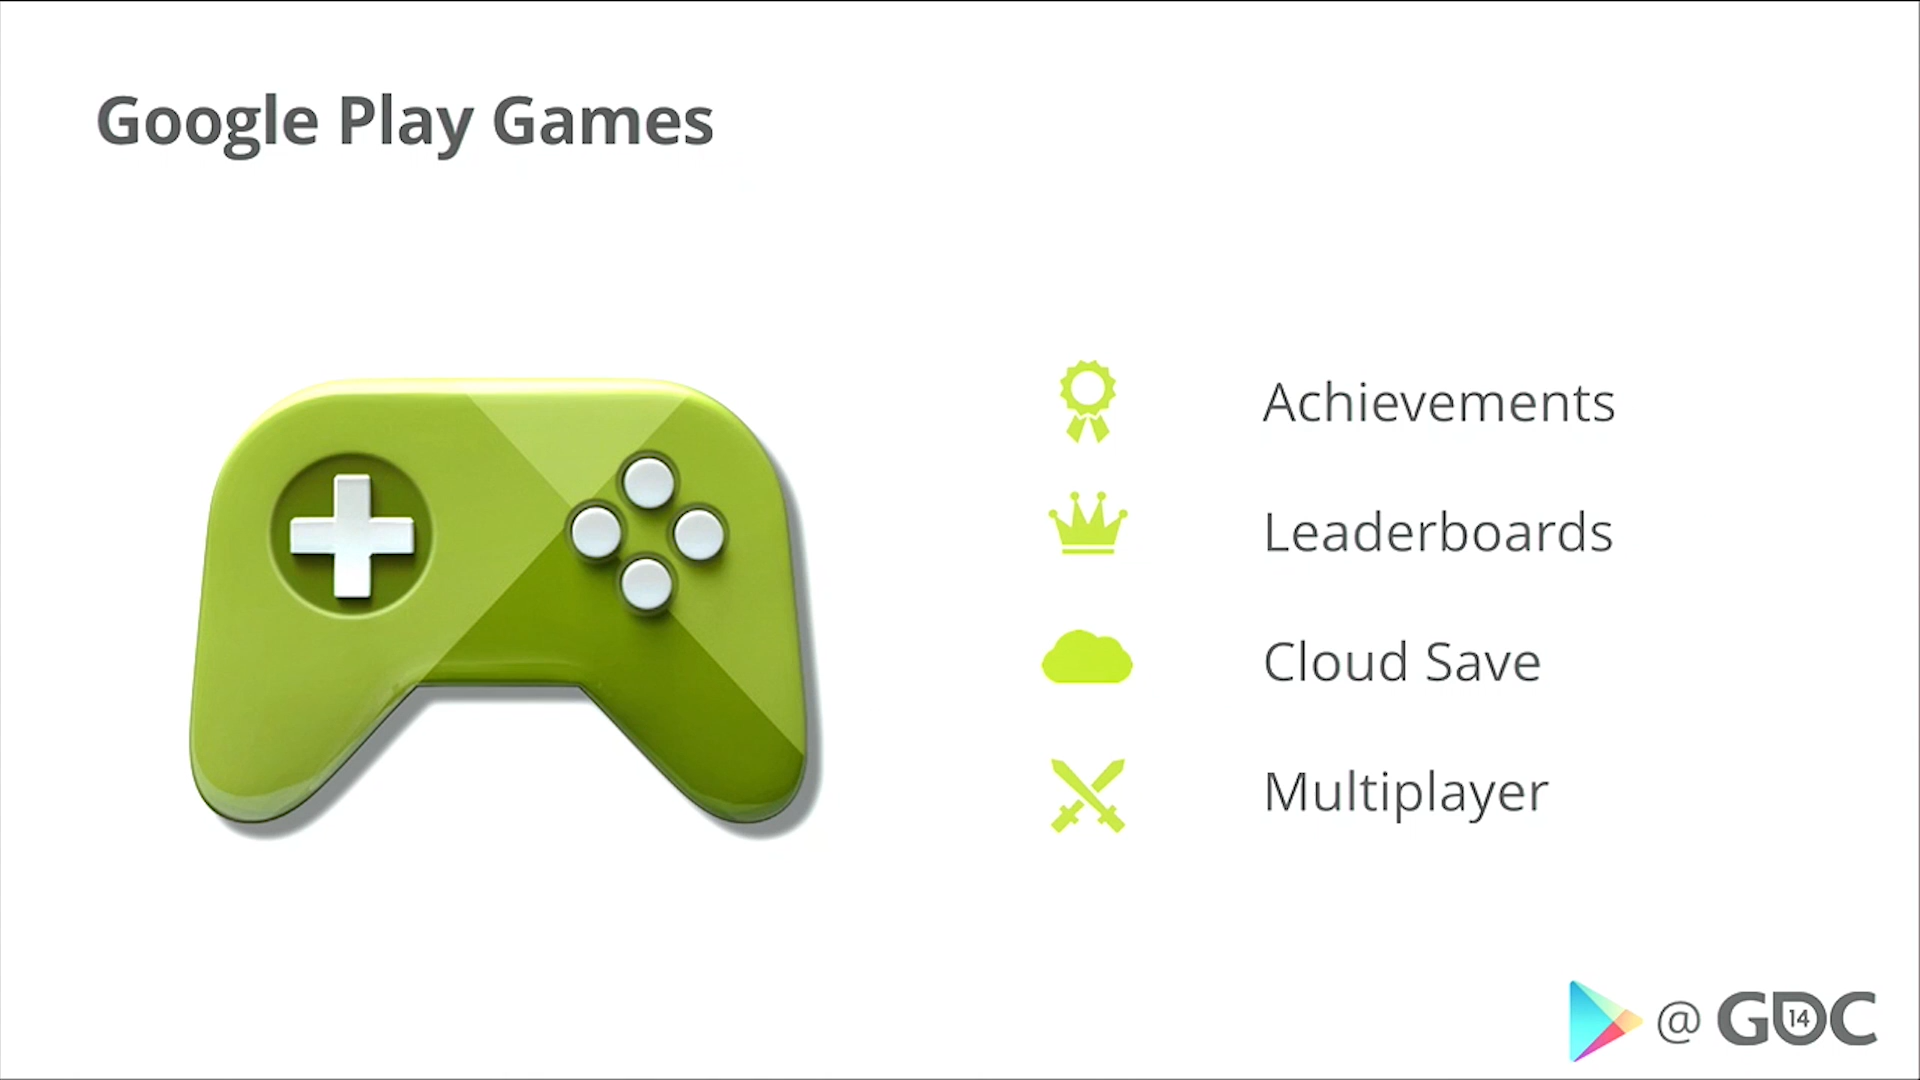 Google Play Games
Achievements
Leaderboards
Cloud Save
Multiplayer
@ GDC 14